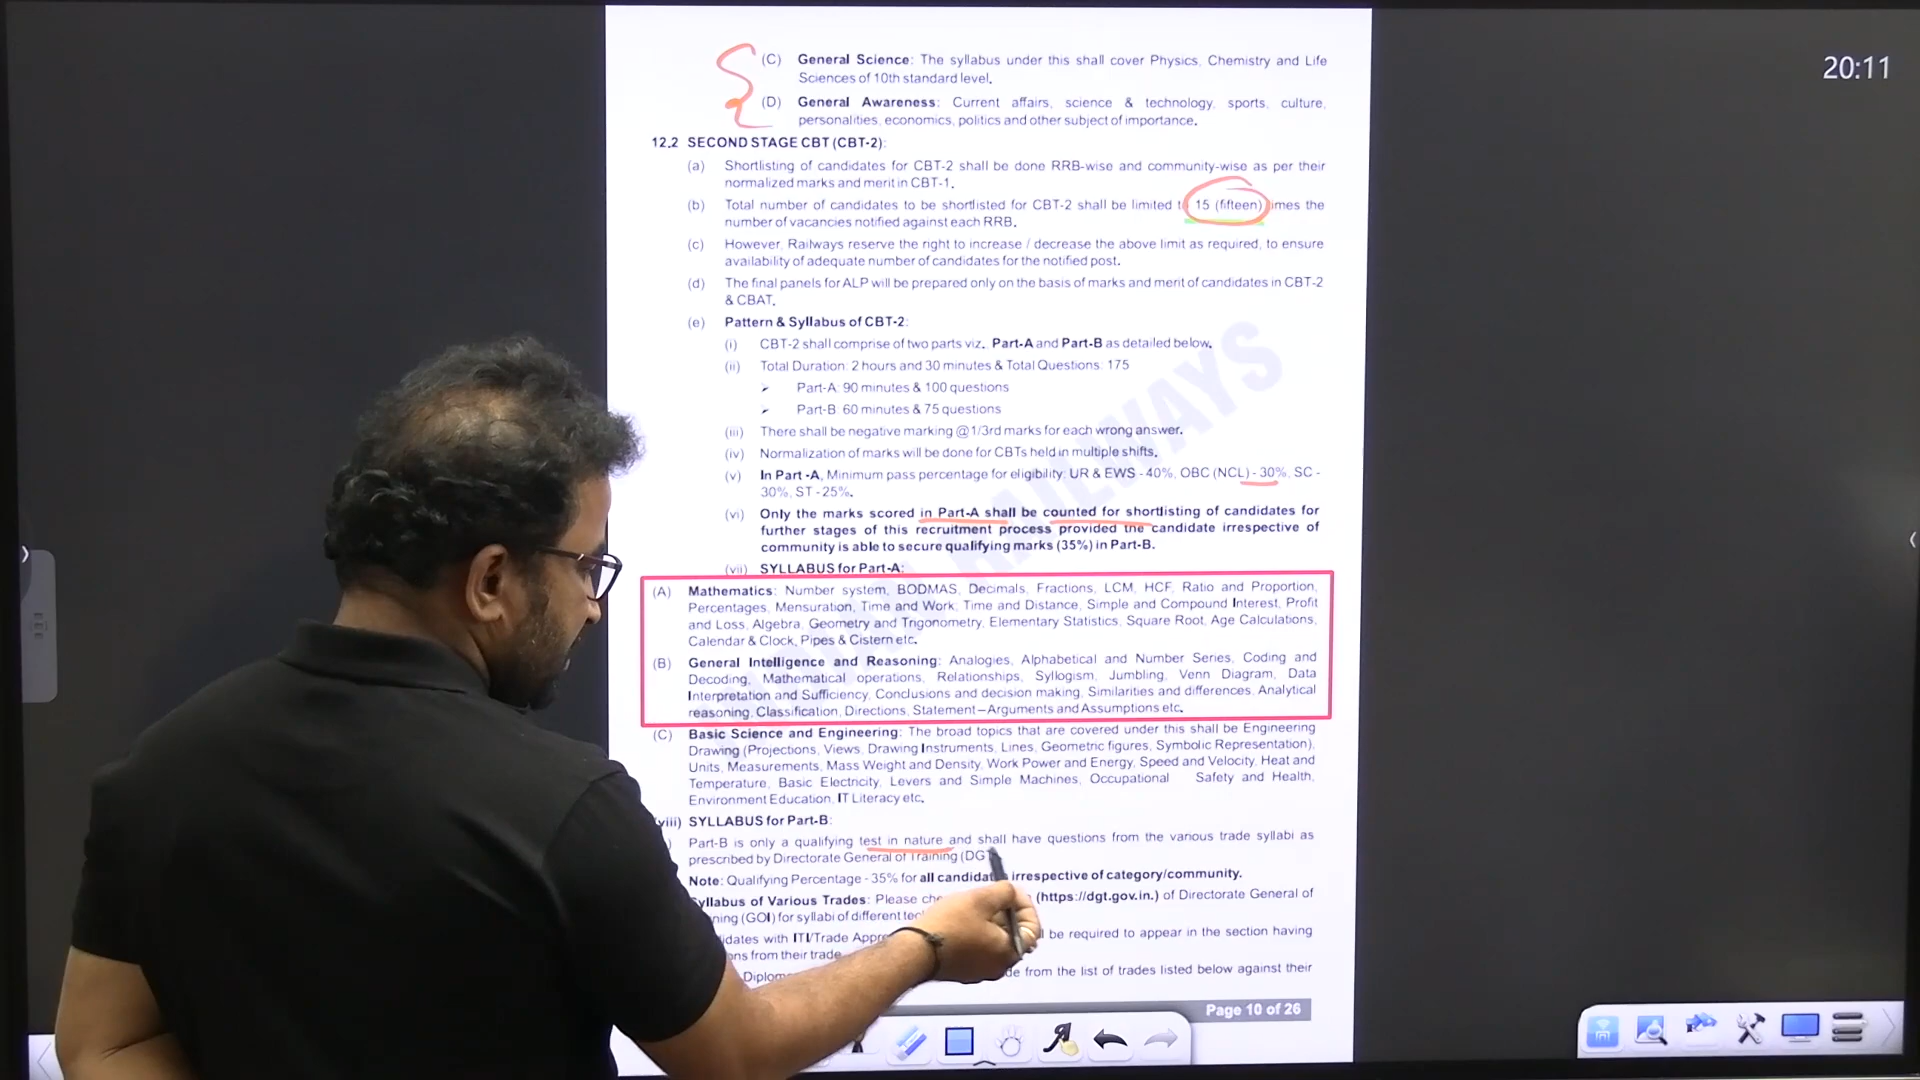 20:11
(C) General Science: The syllabus under this shall cover Physics, Chemistry and Life
Sciences of 10th standard level.
(D) General Awareness: Current affairs, science & technology, sports, culture,
personalities, economics, politics and other subject of importance.
12.2 SECOND STAGE CBT (CBT-2):
(a) Shortlisting of candidates for CBT-2 shall be done RRB-wise and community-wise as per their
normalized marks and merit in CBT-1.
(b) Total number of candidates to be shortlisted for CBT-2 shall be limited t 15 (fifteen) imes the
number of vacancies notified against each RRB.
(c) However, Railways reserve the right to increase / decrease the above limit as required, to ensure
availability of adequate number of candidates for the notified post.
(d) The final panels for ALP will be prepared only on the basis of marks and merit of candidates in CBT-2
& CBAT.
(e) Pattern & Syllabus of CBT-2:
(i) CBT-2 shall comprise of two parts viz. Part-A and Part-B as detailed below.
(ii) Total Duration: 2 hours and 30 minutes & Total Questions: 175
➢ Part-A: 90 minutes & 100 questions
➢ Part-B: 60 minutes & 75 questions
(iii) There shall be negative marking @1/3rd marks for each wrong answer.
(iv) Normalization of marks will be done for CBTs held in multiple shifts.
(v) In Part -A, Minimum pass percentage for eligibility: UR & EWS - 40%, OBC (NCL) - 30%, SC -
30%, ST - 25%.
(vi) Only the marks scored in Part-A shall be counted for shortlisting of candidates for
further stages of this recruitment process provided the candidate irrespective of
community is able to secure qualifying marks (35%) in Part-B.
(vii) SYLLABUS for Part-A:
(A) Mathematics: Number system, BODMAS, Decimals, Fractions, LCM, HCF, Ratio and Proportion,
Percentages, Mensuration, Time and Work, Time and Distance, Simple and Compound Interest, Profit
and Loss, Algebra, Geometry and Trigonometry, Elementary Statistics, Square Root, Age Calculations,
Calendar & Clock, Pipes & Cistern etc.
(B) General Intelligence and Reasoning: Analogies, Alphabetical and Number Series, Coding and
Decoding, Mathematical operations, Relationships, Syllogism, Jumbling, Venn Diagram, Data
Interpretation and Sufficiency, Conclusions and decision making, Similarities and differences, Analytical
reasoning, Classification, Directions, Statement–Arguments and Assumptions etc.
(C) Basic Science and Engineering: The broad topics that are covered under this shall be Engineering
Drawing (Projections, Views, Drawing Instruments, Lines, Geometric figures, Symbolic Representation),
Units, Measurements, Mass Weight and Density, Work Power and Energy, Speed and Velocity, Heat and
Temperature, Basic Electricity, Levers and Simple Machines, Occupational Safety and Health,
Environment Education, IT Literacy etc.
viii) SYLLABUS for Part-B:
) Part-B is only a qualifying test in nature and shall have questions from the various trade syllabi as
prescribed by Directorate General of Training (DGT
Note: Qualifying Percentage - 35% for all candidate irrespective of category/community.
yllabus of Various Trades: Please che (https://dgt.gov.in.) of Directorate General of
ning (GOI) for syllabi of different tec
idates with ITI/Trade Appre l be required to appear in the section having
ons from their trade
Diplom de from the list of trades listed below against their
Page 10 of 26
RAILWAYS